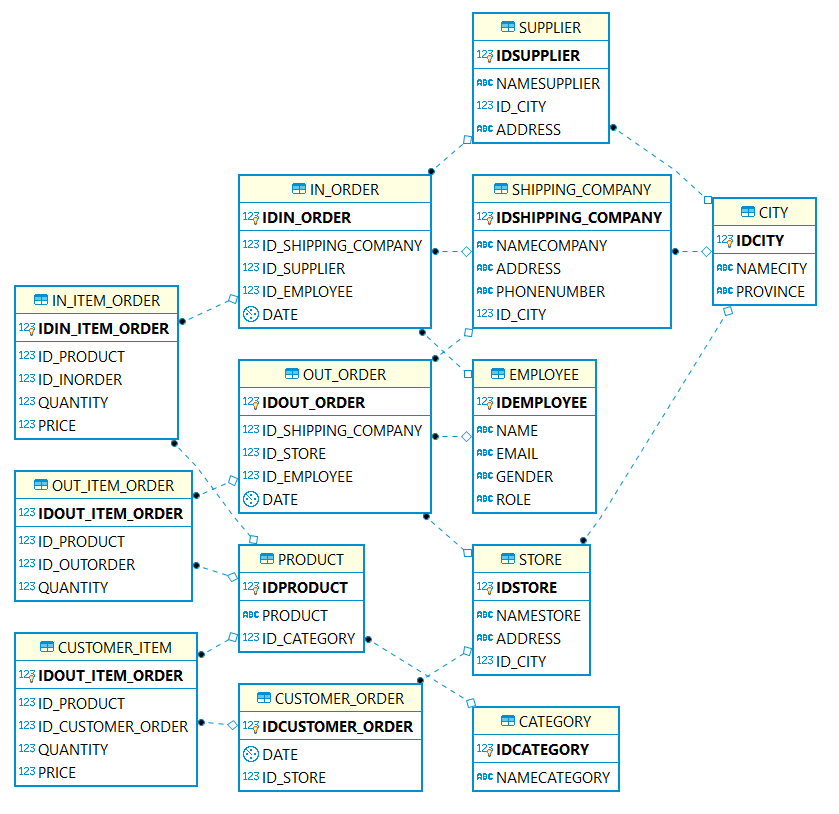 SUPPLIER
123 IDSUPPLIER
ABC NAMESUPPLIER
123 ID_CITY
ABC ADDRESS
IN_ORDER
123 IDIN_ORDER
123 ID_SHIPPING_COMPANY
123 ID_SUPPLIER
123 ID_EMPLOYEE
DATE
SHIPPING_COMPANY
123 IDSHIPPING_COMPANY
ABC NAMECOMPANY
ABC ADDRESS
ABC PHONENUMBER
123 ID_CITY
CITY
123 IDCITY
ABC NAMECITY
ABC PROVINCE
IN_ITEM_ORDER
123 IDIN_ITEM_ORDER
123 ID_PRODUCT
123 ID_INORDER
123 QUANTITY
123 PRICE
OUT_ORDER
123 IDOUT_ORDER
123 ID_SHIPPING_COMPANY
123 ID_STORE
123 ID_EMPLOYEE
DATE
EMPLOYEE
123 IDEMPLOYEE
ABC NAME
ABC EMAIL
ABC GENDER
ABC ROLE
OUT_ITEM_ORDER
123 IDOUT_ITEM_ORDER
123 ID_PRODUCT
123 ID_OUTORDER
123 QUANTITY
PRODUCT
123 IDPRODUCT
ABC PRODUCT
123 ID_CATEGORY
STORE
123 IDSTORE
ABC NAMESTORE
ABC ADDRESS
123 ID_CITY
CUSTOMER_ITEM
123 IDOUT_ITEM_ORDER
123 ID_PRODUCT
123 ID_CUSTOMER_ORDER
123 QUANTITY
123 PRICE
CUSTOMER_ORDER
123 IDCUSTOMER_ORDER
DATE
123 ID_STORE
CATEGORY
123 IDCATEGORY
ABC NAMECATEGORY